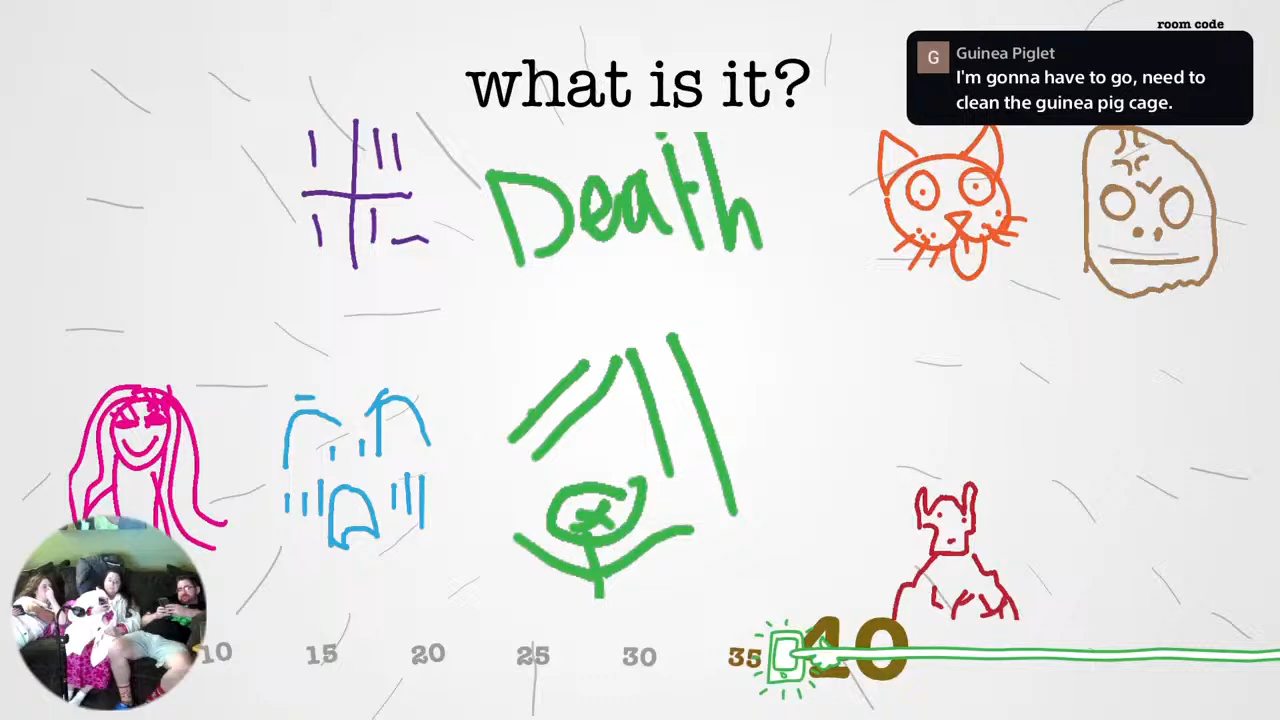 room code
G
Guinea Piglet
I'm gonna have to go, need to
clean the guinea pig cage.
what is it?
Death
10 15 20 25 30 35 40